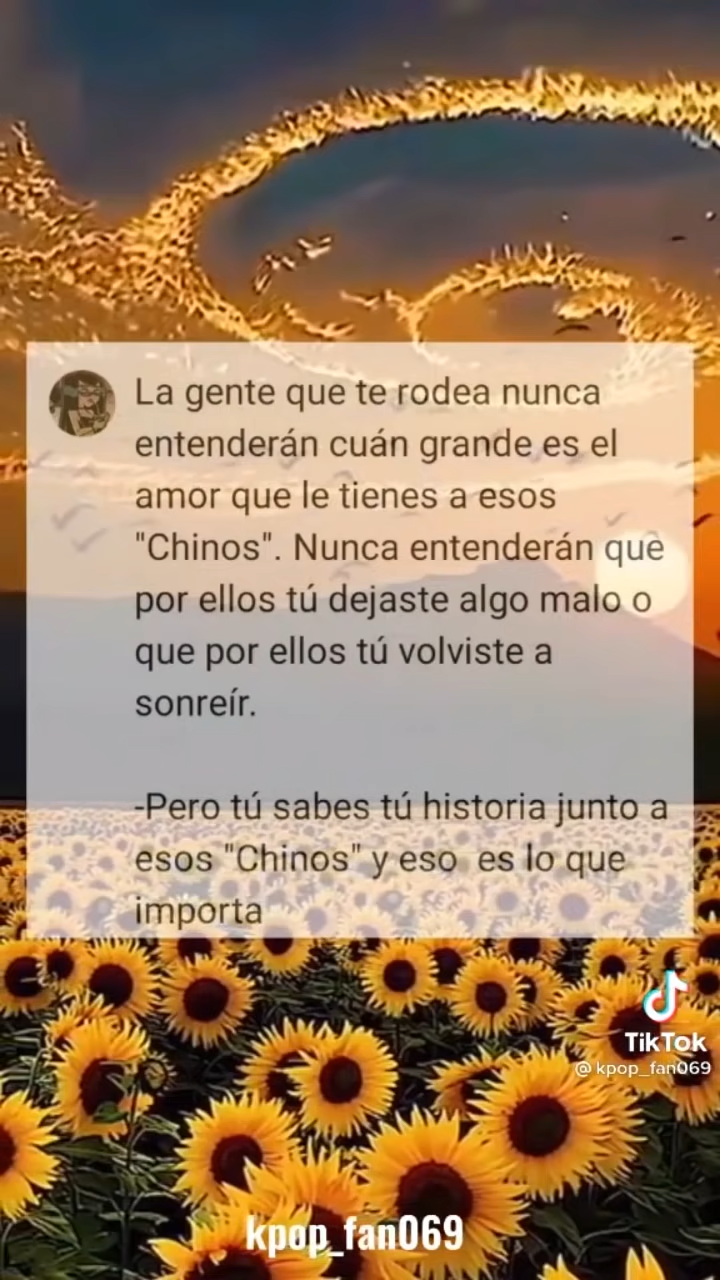 La gente que te rodea nunca
entenderán cuán grande es el
amor que le tienes a esos
"Chinos". Nunca entenderán que
por ellos tú dejaste algo malo o
que por ellos tú volviste a
sonreír.
-Pero tú sabes tú historia junto a
esos "Chinos" y eso  es lo que
importa
TikTok
@kpop_fan069
kpop_fan069